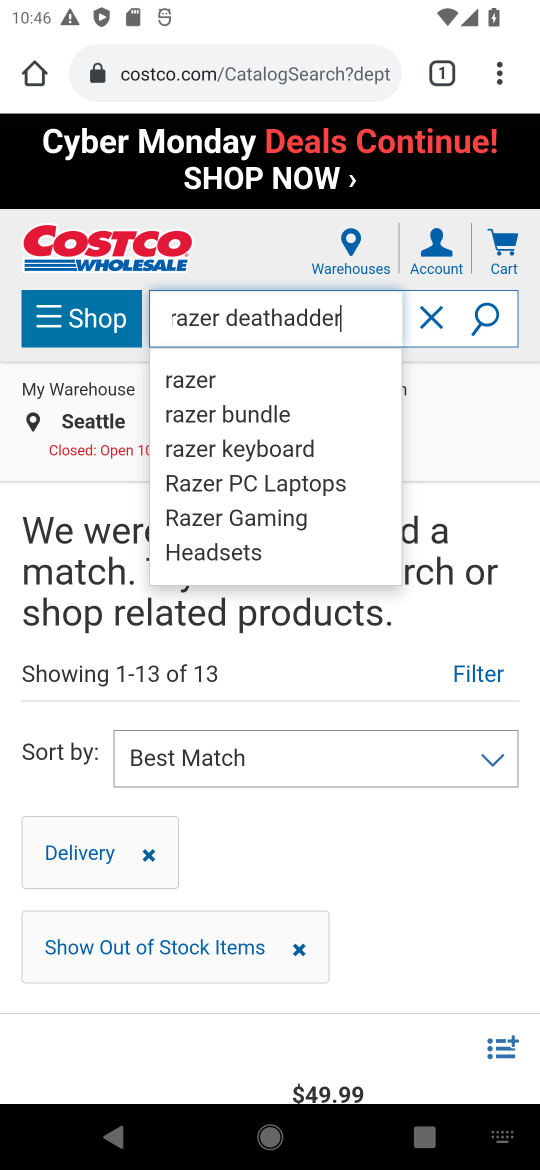 10:46
costco.com/CatalogSearch?dept
1
Cyber Monday Deals Continue!
SHOP NOW ›
COSTCO
WHOLESALE
Warehouses
Account
Cart
Shop
razer deathadder
My Warehouse
Seattle
Closed: Open 10
razer
razer bundle
razer keyboard
Razer PC Laptops
Razer Gaming
Headsets
We were d a
match. rch or
shop related products.
Showing 1-13 of 13
Filter
Sort by:
Best Match
Delivery
Show Out of Stock Items
$49.99